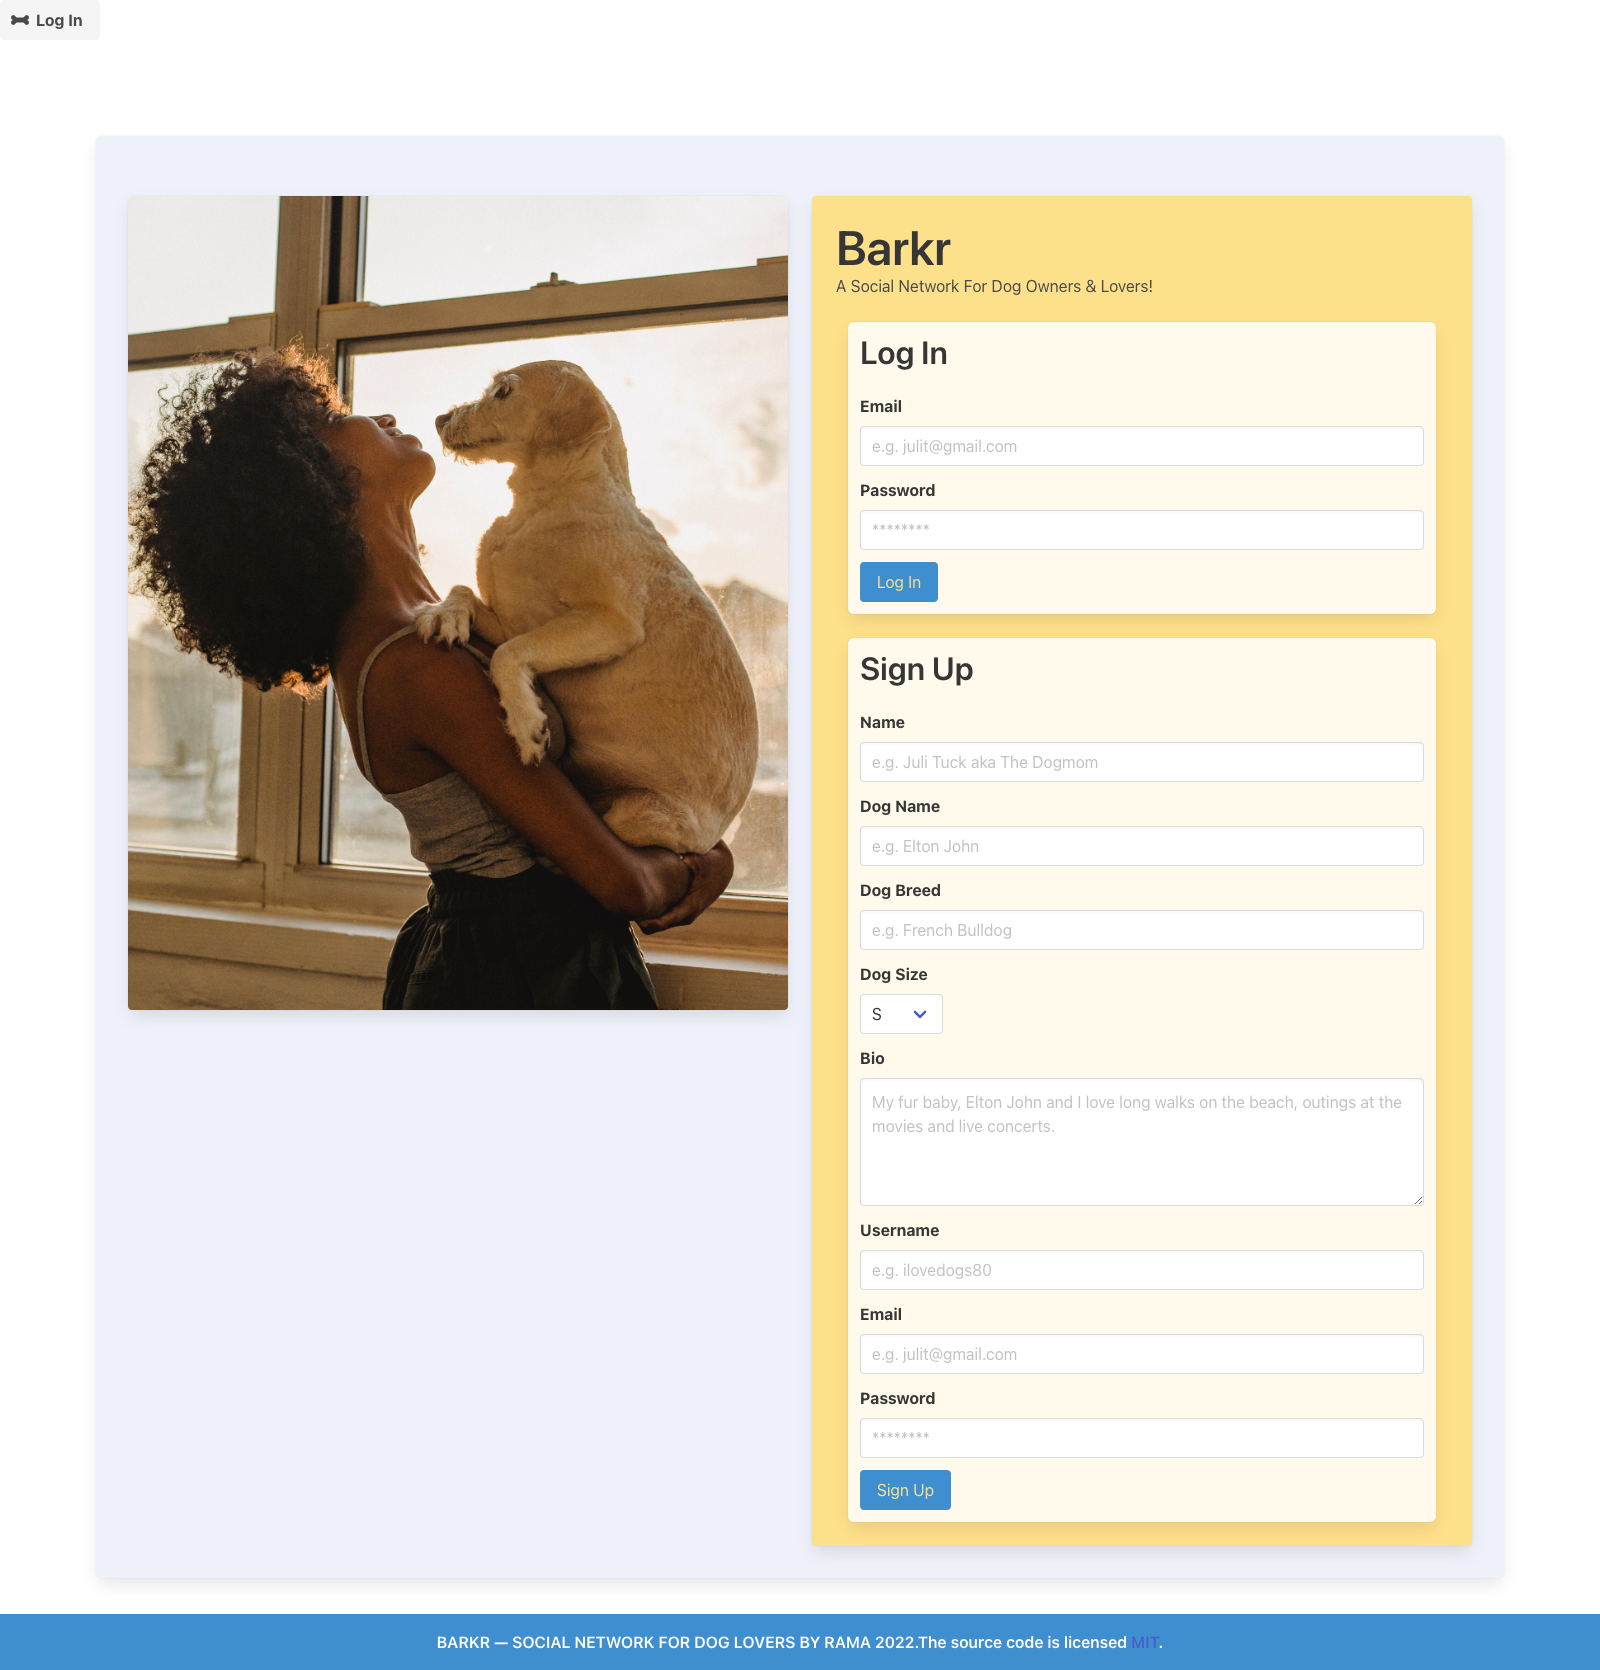 Log In
Barkr
A Social Network For Dog Owners & Lovers!
Log In
Email
e.g. julit@gmail.com
Password
********
Log In
Sign Up
Name
e.g. Juli Tuck aka The Dogmom
Dog Name
e.g. Elton John
Dog Breed
e.g. French Bulldog
Dog Size
S
Bio
My fur baby, Elton John and I love long walks on the beach, outings at the
movies and live concerts.
Username
e.g. ilovedogs80
Email
e.g. julit@gmail.com
Password
********
Sign Up
BARKR — SOCIAL NETWORK FOR DOG LOVERS BY RAMA 2022.The source code is licensed MIT.